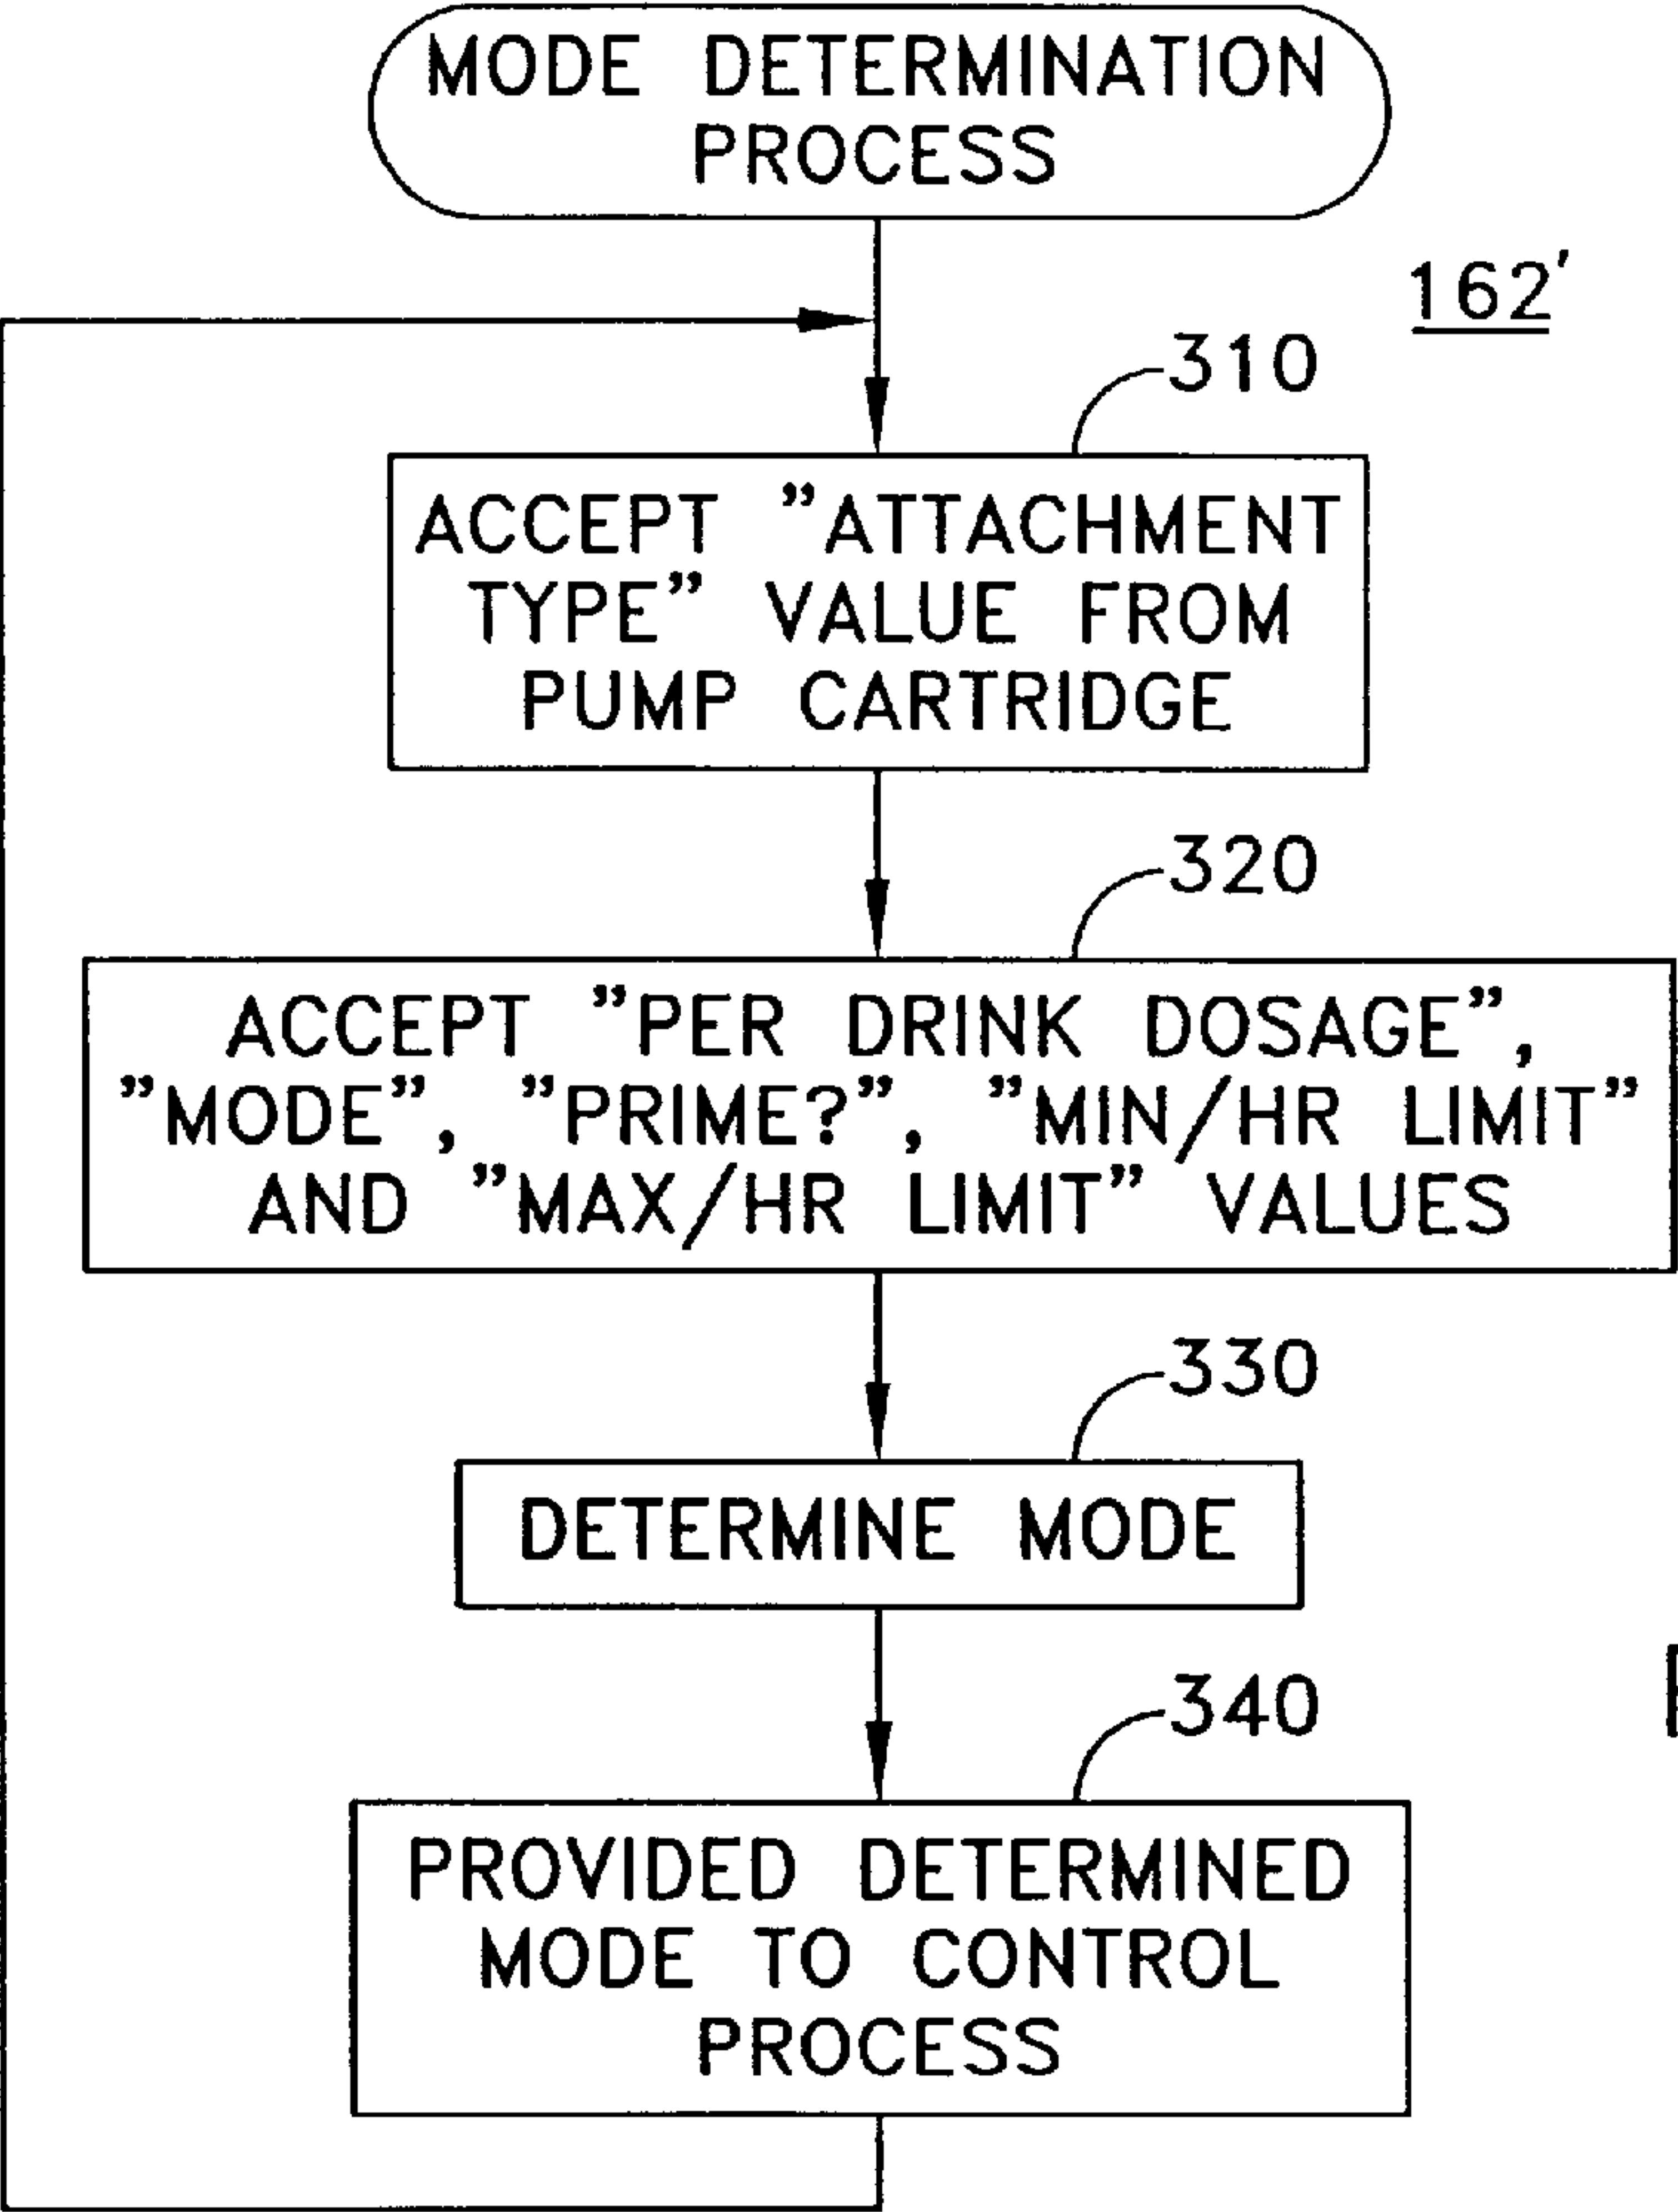 MODE DETERMINATION
PROCESS
162'
310
ACCEPT "ATTACHMENT
TYPE" VALUE FROM
PUMP CARTRIDGE
320
ACCEPT "PER DRINK DOSAGE",
"MODE", "PRIME?", "MIN/HR LIMIT"
AND "MAX/HR LIMIT" VALUES
330
DETERMINE MODE
340
PROVIDED DETERMINED
MODE TO CONTROL
PROCESS